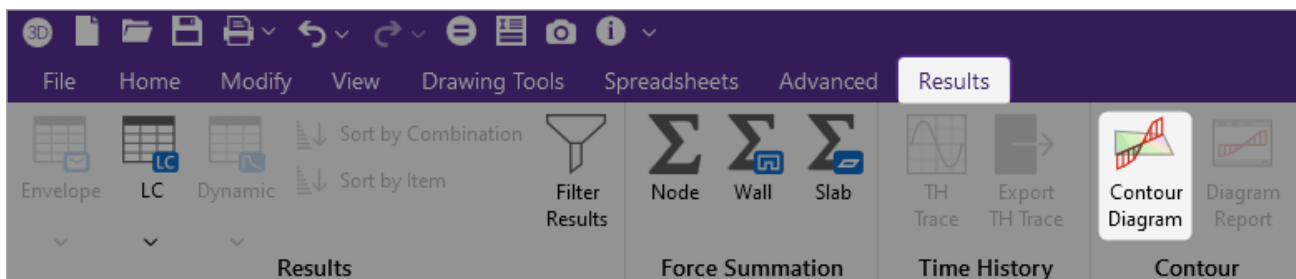 3D
File Home Modify View Drawing Tools Spreadsheets Advanced Results
Sort by Combination
Sort by Item
LC
Envelope LC Dynamic
Filter
Results
Node Wall Slab
TH
Trace
Export
TH Trace
Contour
Diagram
Diagram
Report
Results Force Summation Time History Contour